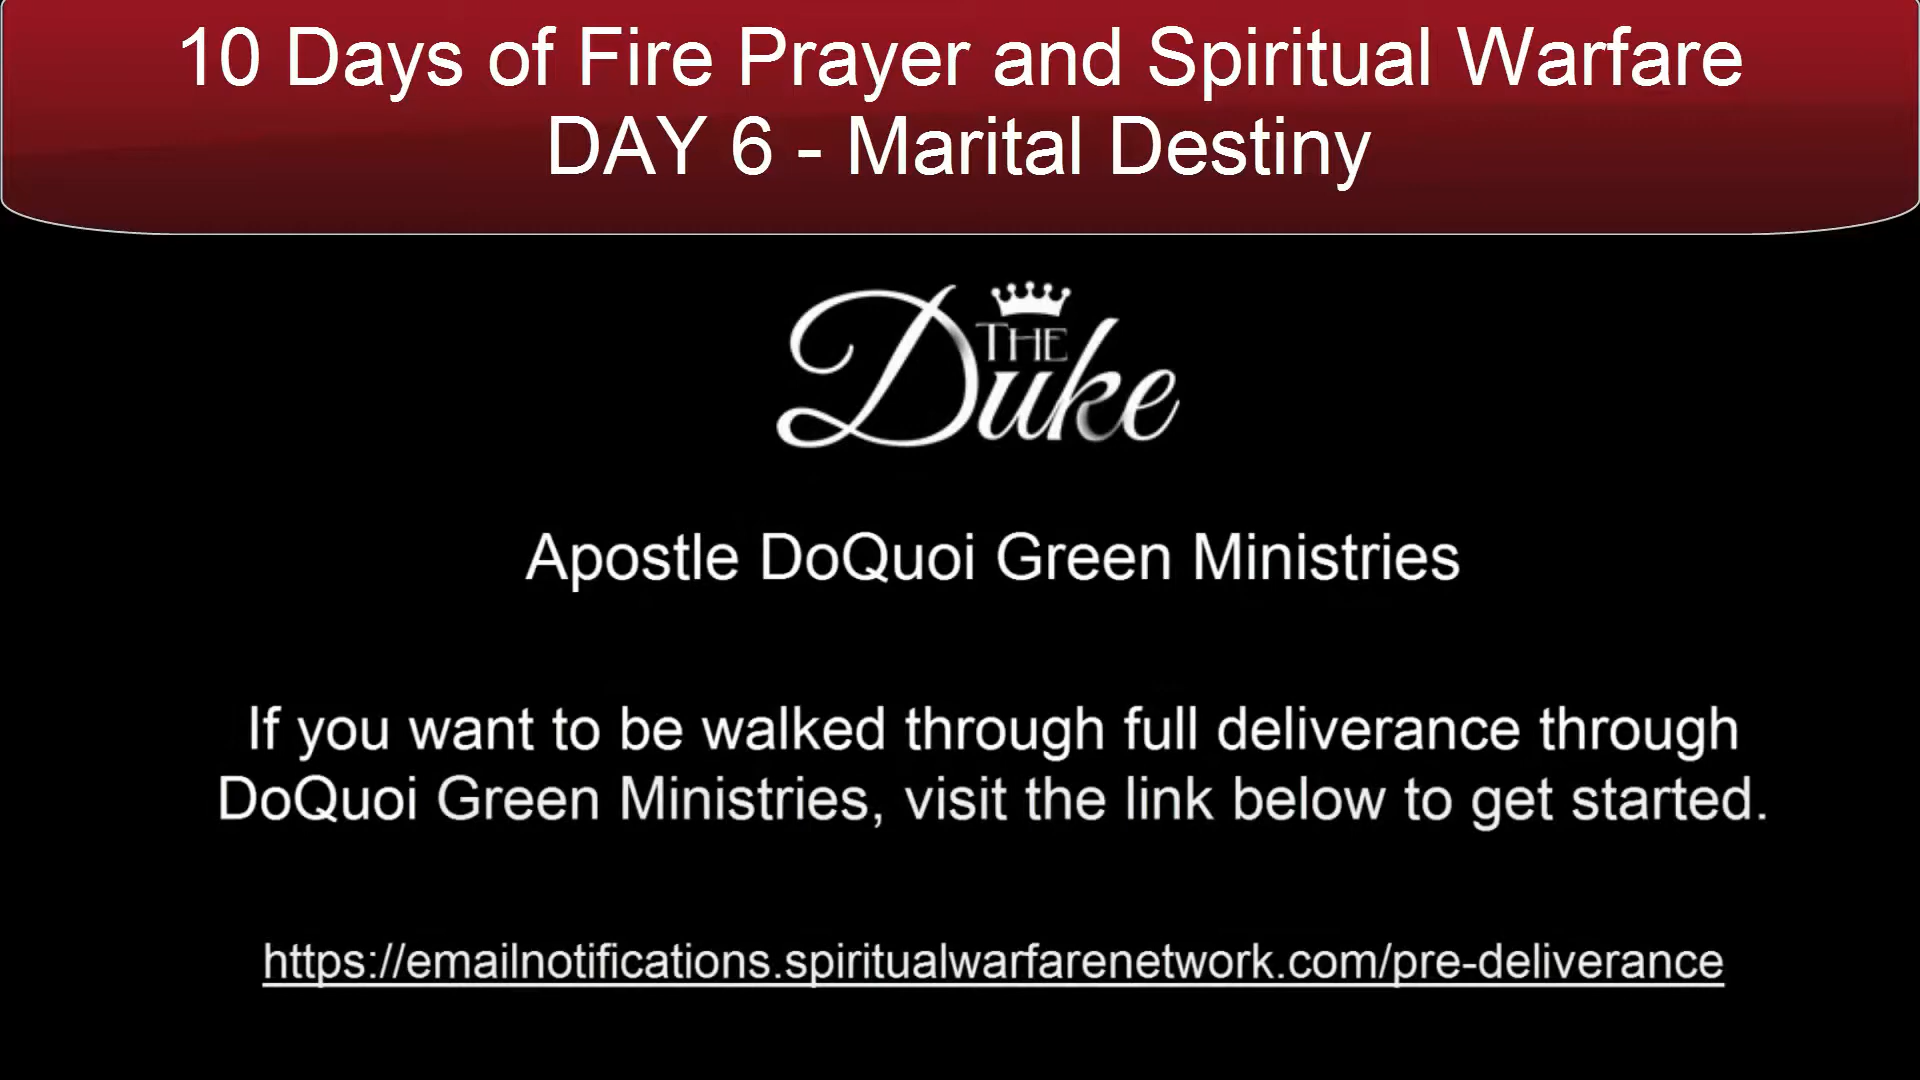 10 Days of Fire Prayer and Spiritual Warfare
DAY 6 - Marital Destiny
THE
Duke
Apostle DoQuoi Green Ministries
If you want to be walked through full deliverance through
DoQuoi Green Ministries, visit the link below to get started.
https://emailnotifications.spiritualwarfarenetwork.com/pre-deliverance